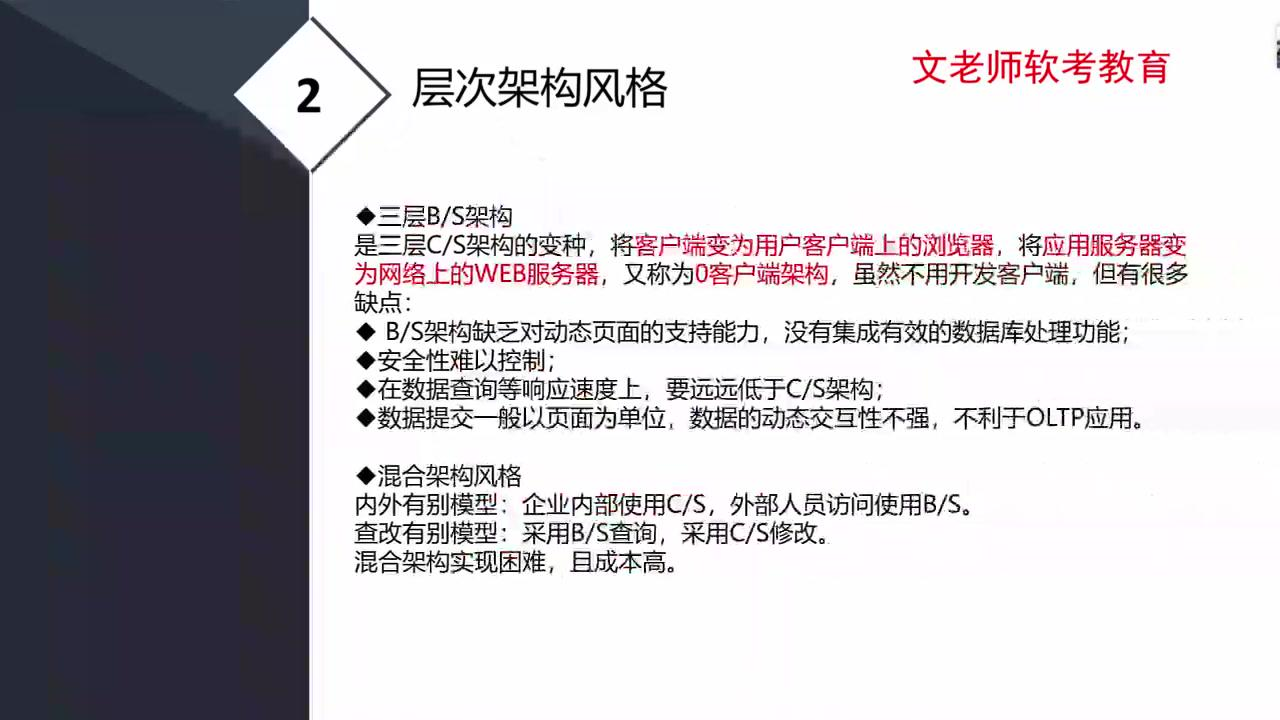 2
层次架构风格
文老师软考教育
◆三层B/S架构
是三层C/S架构的变种，将客户端变为用户客户端上的浏览器，将应用服务器变
为网络上的WEB服务器，又称为0客户端架构，虽然不用开发客户端，但有很多
缺点：
◆ B/S架构缺乏对动态页面的支持能力，没有集成有效的数据库处理功能；
◆安全性难以控制；
◆在数据查询等响应速度上，要远远低于C/S架构；
◆数据提交一般以页面为单位，数据的动态交互性不强，不利于OLTP应用。
◆混合架构风格
内外有别模型：企业内部使用C/S，外部人员访问使用B/S。
查改有别模型：采用B/S查询，采用C/S修改。
混合架构实现困难，且成本高。